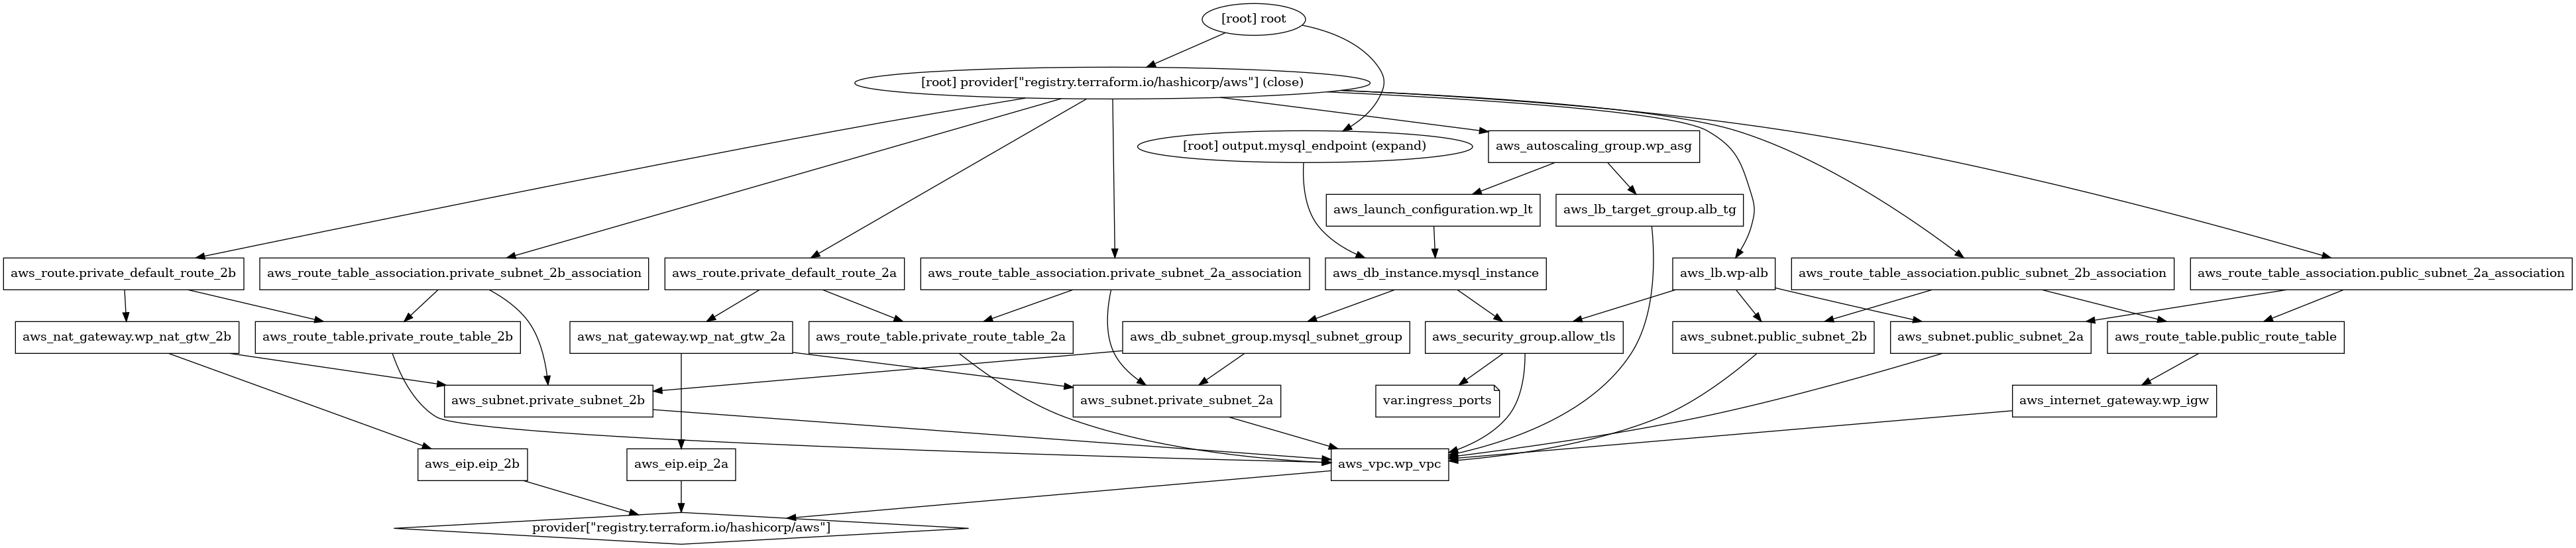 [root] root
[root] provider[\"registry.terraform.io/hashicorp/aws\"] (close)
[root] output.mysql_endpoint (expand)
aws_autoscaling_group.wp_asg
aws_launch_configuration.wp_lt
aws_lb_target_group.alb_tg
aws_route.private_default_route_2b
aws_route_table_association.private_subnet_2b_association
aws_route.private_default_route_2a
aws_route_table_association.private_subnet_2a_association
aws_db_instance.mysql_instance
aws_lb.wp-alb
aws_route_table_association.public_subnet_2b_association
aws_route_table_association.public_subnet_2a_association
aws_nat_gateway.wp_nat_gtw_2b
aws_route_table.private_route_table_2b
aws_nat_gateway.wp_nat_gtw_2a
aws_route_table.private_route_table_2a
aws_db_subnet_group.mysql_subnet_group
aws_security_group.allow_tls
aws_subnet.public_subnet_2b
aws_subnet.public_subnet_2a
aws_route_table.public_route_table
aws_subnet.private_subnet_2b
aws_subnet.private_subnet_2a
var.ingress_ports
aws_internet_gateway.wp_igw
aws_eip.eip_2b
aws_eip.eip_2a
aws_vpc.wp_vpc
provider[\"registry.terraform.io/hashicorp/aws\"]